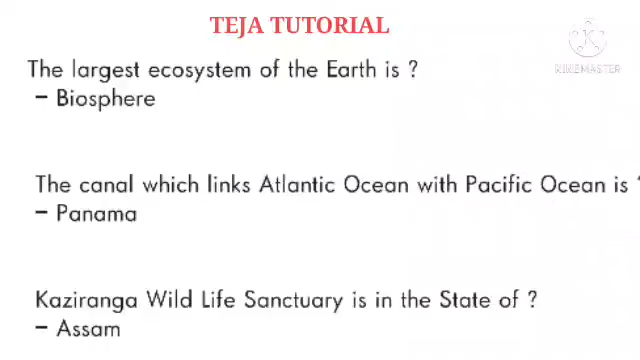 TEJA TUTORIAL
KINEMASTER
The largest ecosystem of the Earth is ?
– Biosphere
The canal which links Atlantic Ocean with Pacific Ocean is ?
– Panama
Kaziranga Wild Life Sanctuary is in the State of ?
– Assam